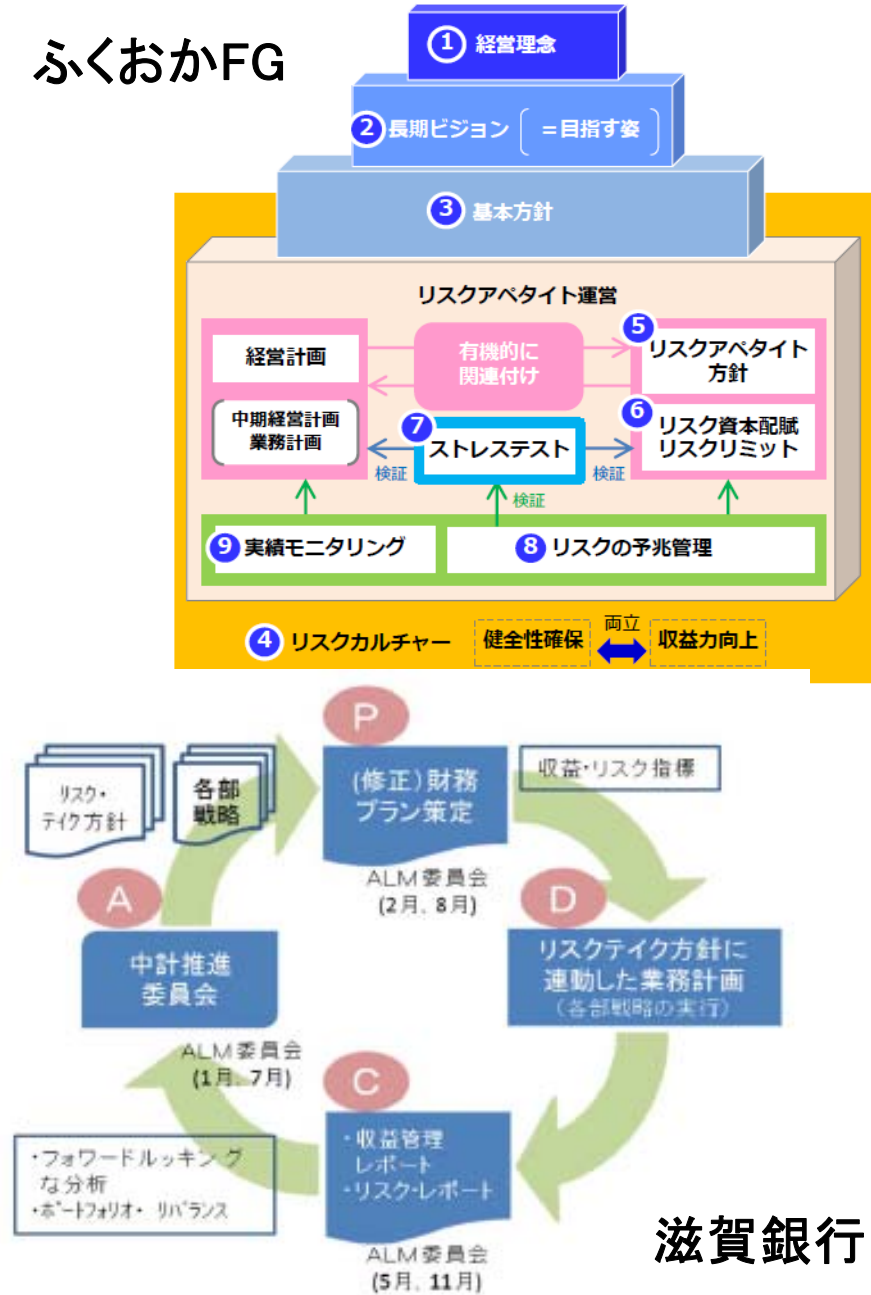 ふくおかFG
1 経営理念
2 長期ビジョン =目指す姿
3 基本方針
リスクアペタイト運営
経営計画
中期経営計画
業務計画
有機的に
関連付け
5
リスクアペタイト
方針
6
リスク資本配賦
リスクリミット
7
ストレステスト
検証
検証
検証
9 実績モニタリング
8 リスクの予兆管理
4 リスクカルチャー
健全性確保
両立
収益力向上
P
(修正)財務
プラン策定
ALM委員会
(2月、8月)
収益・リスク指標
リスク・
テイク方針
各部
戦略
A
中計推進
委員会
ALM委員会
(1月、7月)
D
リスクテイク方針に
連動した業務計画
(各部戦略の実行)
C
・収益管理
レポート
・リスク・レポート
ALM委員会
(5月、11月)
・フォワードルッキング
な分析
・ポートフォリオ・リバランス
滋賀銀行